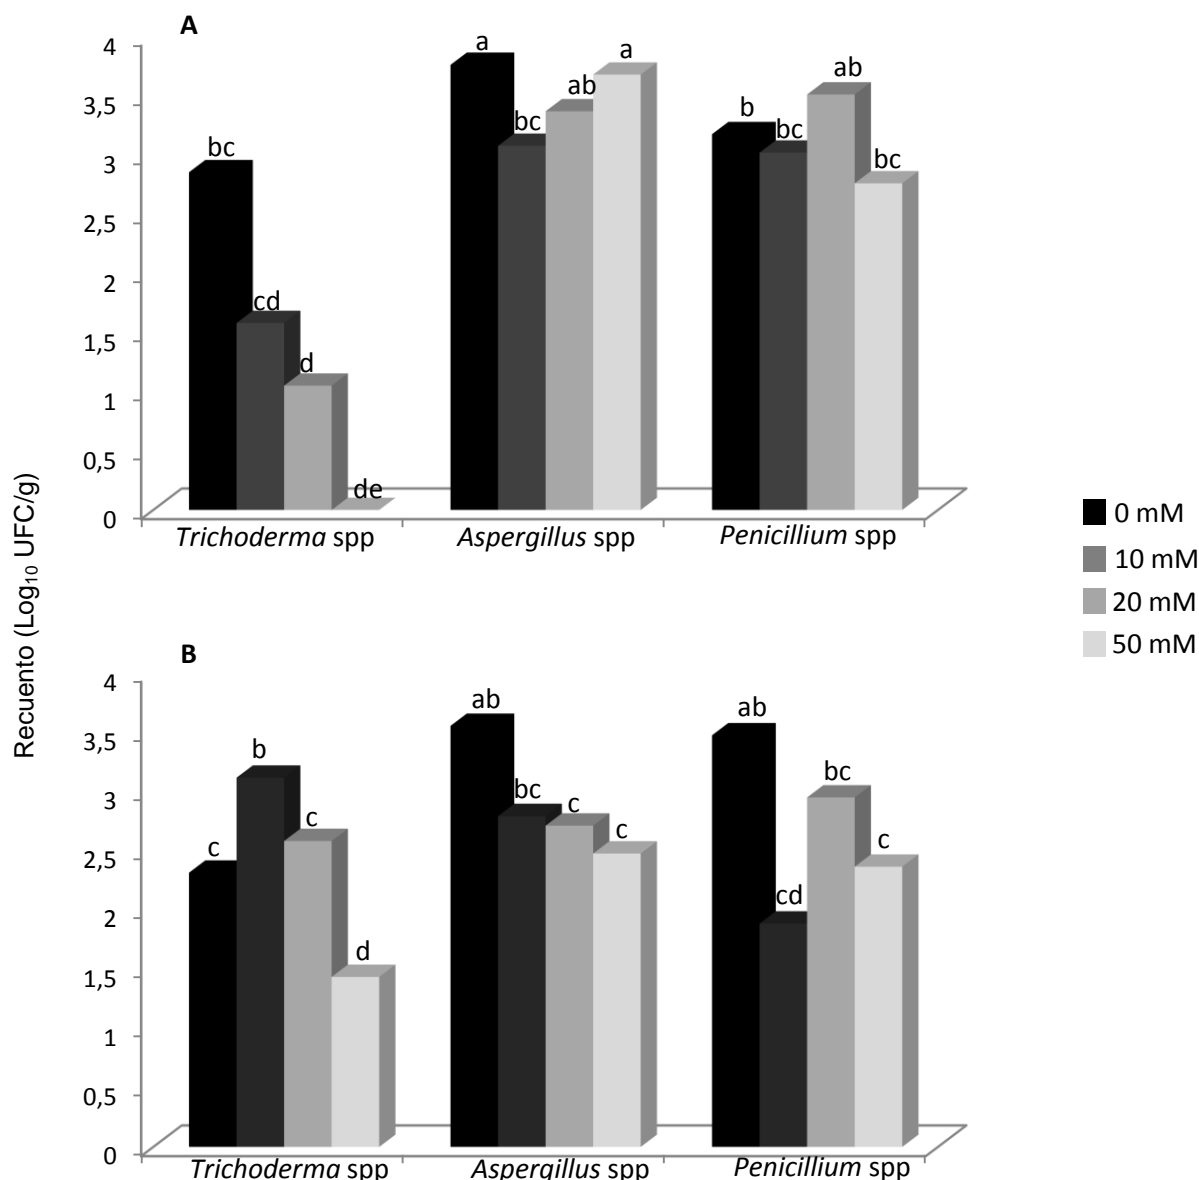 A
4
3,5
3
2,5
2
1,5
1
0,5
0
bc
cd
d
de
a
bc
ab
a
b
bc
ab
bc
Trichoderma spp
Aspergillus spp
Penicillium spp
Recuento (Log10 UFC/g)
0 mM
10 mM
20 mM
50 mM
B
4
3,5
3
2,5
2
1,5
1
0,5
0
c
b
c
d
ab
bc
c
c
ab
cd
bc
c
Trichoderma spp
Aspergillus spp
Penicillium spp